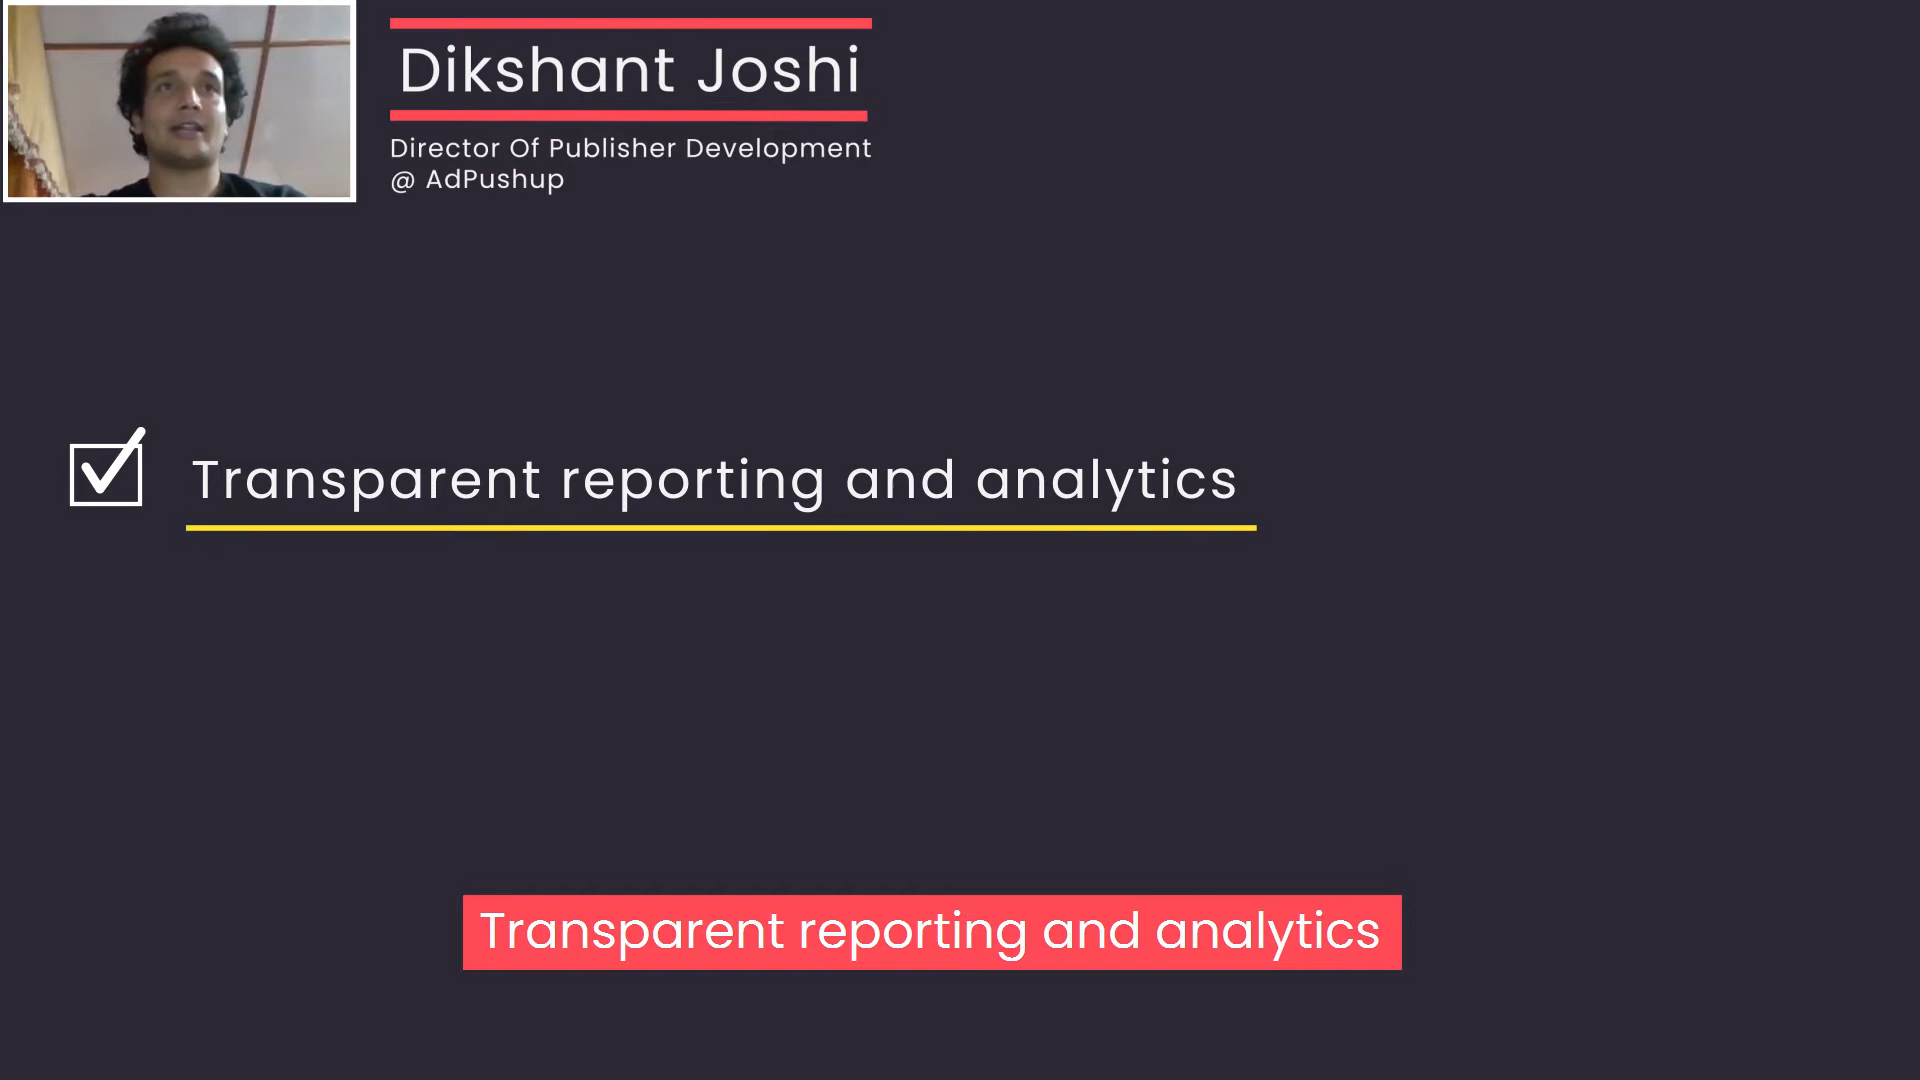 Dikshant Joshi
Director Of Publisher Development
@ AdPushup
Transparent reporting and analytics
Transparent reporting and analytics